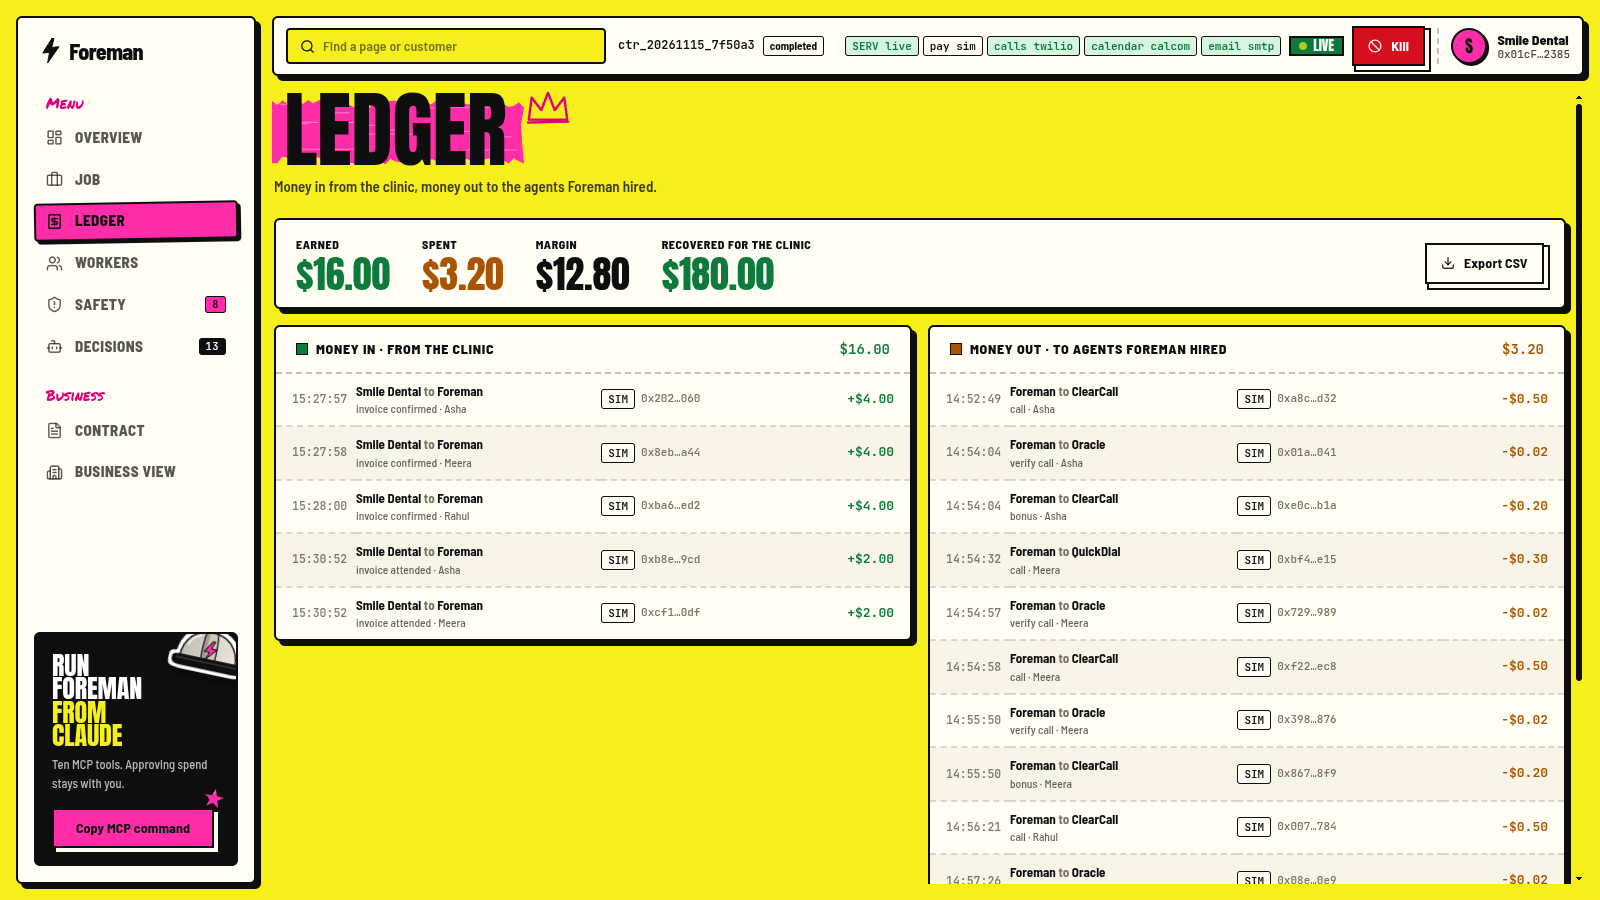 Foreman
Menu
OVERVIEW
JOB
LEDGER
WORKERS
SAFETY
8
DECISIONS
13
Business
CONTRACT
BUSINESS VIEW
RUN
FOREMAN
FROM
CLAUDE
Ten MCP tools. Approving spend
stays with you.
Copy MCP command
Find a page or customer
ctr_20261115_7f50a3
completed
SERV live
pay sim
calls twilio
calendar calcom
email smtp
LIVE
Kill
S
Smile Dental
0x01cF…2385
LEDGER
Money in from the clinic, money out to the agents Foreman hired.
EARNED
$16.00
SPENT
$3.20
MARGIN
$12.80
RECOVERED FOR THE CLINIC
$180.00
Export CSV
MONEY IN · FROM THE CLINIC
$16.00
15:27:57 Smile Dental to Foreman SIM 0x202…060 +$4.00
invoice confirmed · Asha
15:27:58 Smile Dental to Foreman SIM 0x8eb…a44 +$4.00
invoice confirmed · Meera
15:28:00 Smile Dental to Foreman SIM 0xba6…ed2 +$4.00
invoice confirmed · Rahul
15:30:52 Smile Dental to Foreman SIM 0xb8e…9cd +$2.00
invoice attended · Asha
15:30:52 Smile Dental to Foreman SIM 0xcf1…0df +$2.00
invoice attended · Meera
MONEY OUT · TO AGENTS FOREMAN HIRED
$3.20
14:52:49 Foreman to ClearCall SIM 0xa8c…d32 -$0.50
call · Asha
14:54:04 Foreman to Oracle SIM 0x01a…041 -$0.02
verify call · Asha
14:54:04 Foreman to ClearCall SIM 0xe0c…b1a -$0.20
bonus · Asha
14:54:32 Foreman to QuickDial SIM 0xbf4…e15 -$0.30
call · Meera
14:54:57 Foreman to Oracle SIM 0x729…989 -$0.02
verify call · Meera
14:54:58 Foreman to ClearCall SIM 0xf22…ec8 -$0.50
call · Meera
14:55:50 Foreman to Oracle SIM 0x398…876 -$0.02
verify call · Meera
14:55:50 Foreman to ClearCall SIM 0x867…8f9 -$0.20
bonus · Meera
14:56:21 Foreman to ClearCall SIM 0x007…784 -$0.50
call · Rahul
14:57:26 Foreman to Oracle SIM 0x08e…0e9 -$0.02